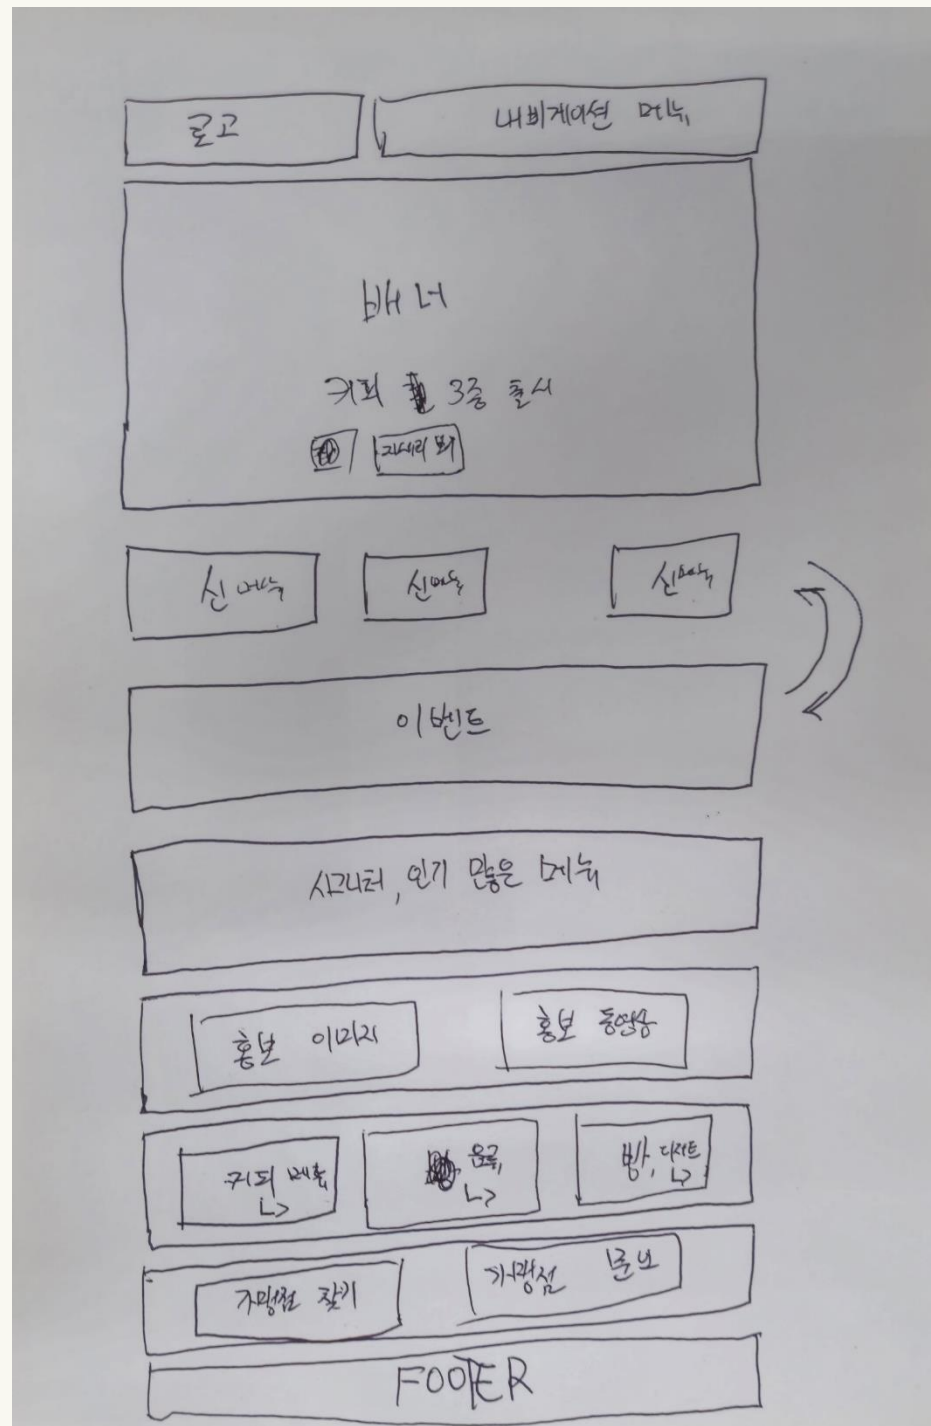 로고
내비게이션 메뉴
배너
커피 3종 출시
자세히 보기
신메뉴
신메뉴
신메뉴
이벤트
시그니처, 인기 많은 메뉴
홍보 이미지
홍보 동영상
커피 메뉴
음료,
빵, 디저트
가맹점 찾기
가맹점 문의
FOOTER